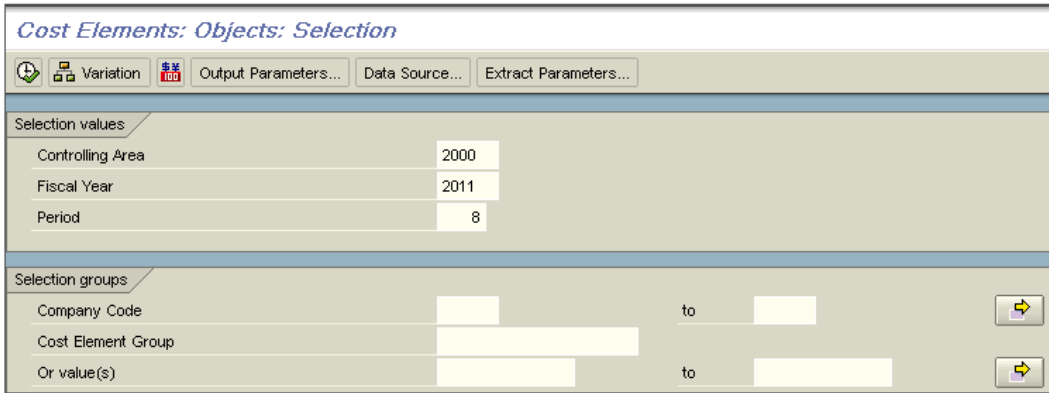 Cost Elements: Objects: Selection
Variation Output Parameters... Data Source... Extract Parameters...
Selection values
Controlling Area 2000
Fiscal Year 2011
Period 8
Selection groups
Company Code to
Cost Element Group
Or value(s) to